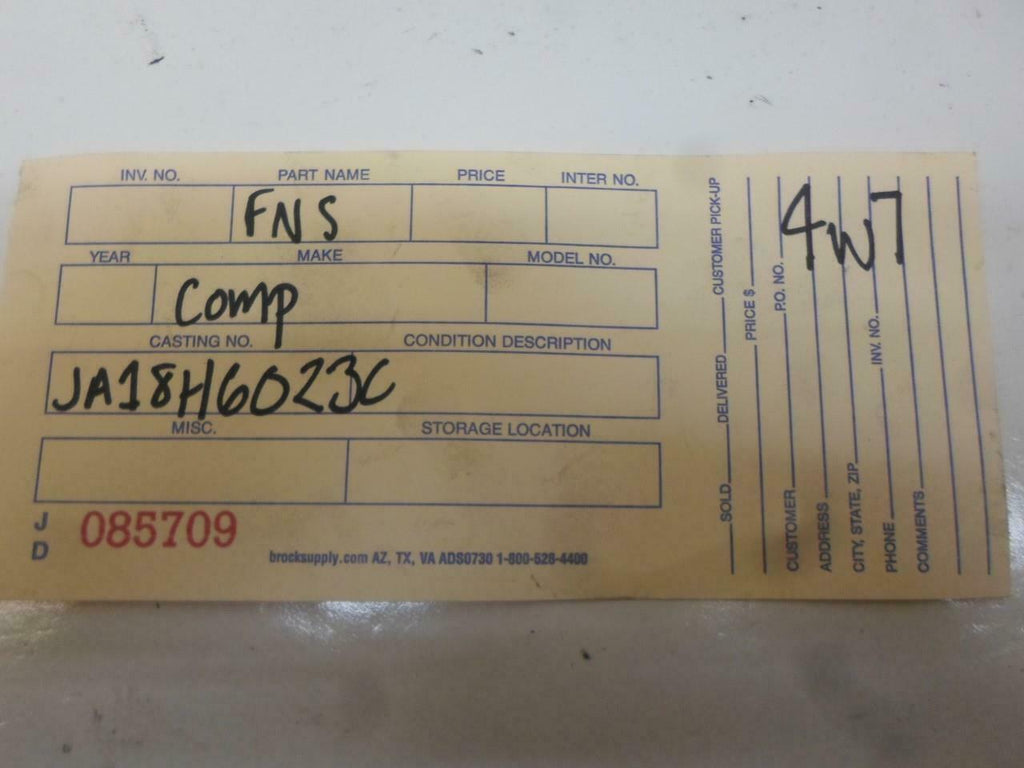 INV. NO. PART NAME PRICE INTER NO.
FNS
YEAR MAKE MODEL NO.
Comp
CASTING NO. CONDITION DESCRIPTION
JA18H6023C
MISC. STORAGE LOCATION
J D 085709
brocksupply.com AZ, TX, VA ADS0730 1-800-528-4400
SOLD DELIVERED CUSTOMER PICK-UP
PRICE $
CUSTOMER P.O. NO.
ADDRESS
CITY, STATE, ZIP
PHONE INV. NO.
COMMENTS
4W7